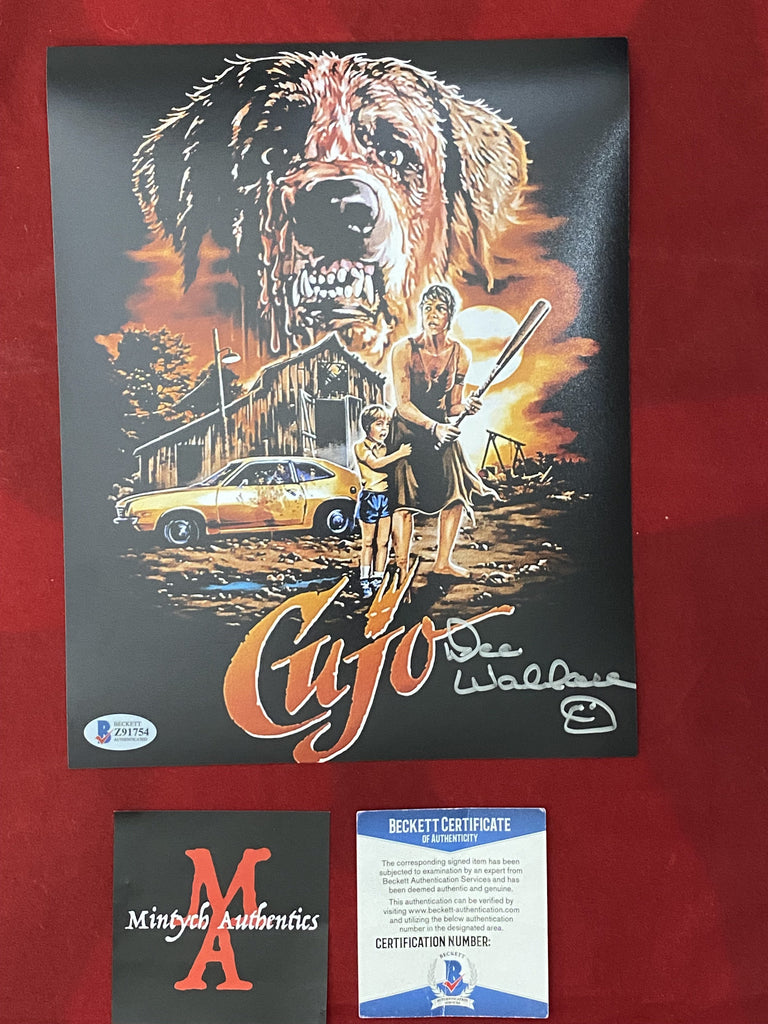 Cujo
Dee
Wallace
BECKETT
Z91754
AUTHENTICATION
MA
Mintych Authentics
BECKETT CERTIFICATE
OF AUTHENTICITY
The corresponding signed item has been
subjected to examination by an expert from
Beckett Authentication Services and has
been deemed authentic and genuine.
This authentication can be verified by
visiting www.beckett-authentication.com
and utilizing the below authentication
number in the designated area.
CERTIFICATION NUMBER:
BECKETT
B